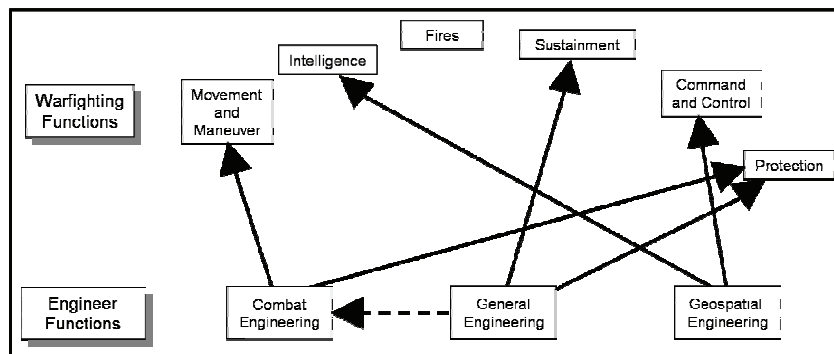 Fires
Sustainment
Intelligence
Warfighting
Functions
Movement
and
Maneuver
Command
and Control
Protection
Engineer
Functions
Combat
Engineering
General
Engineering
Geospatial
Engineering